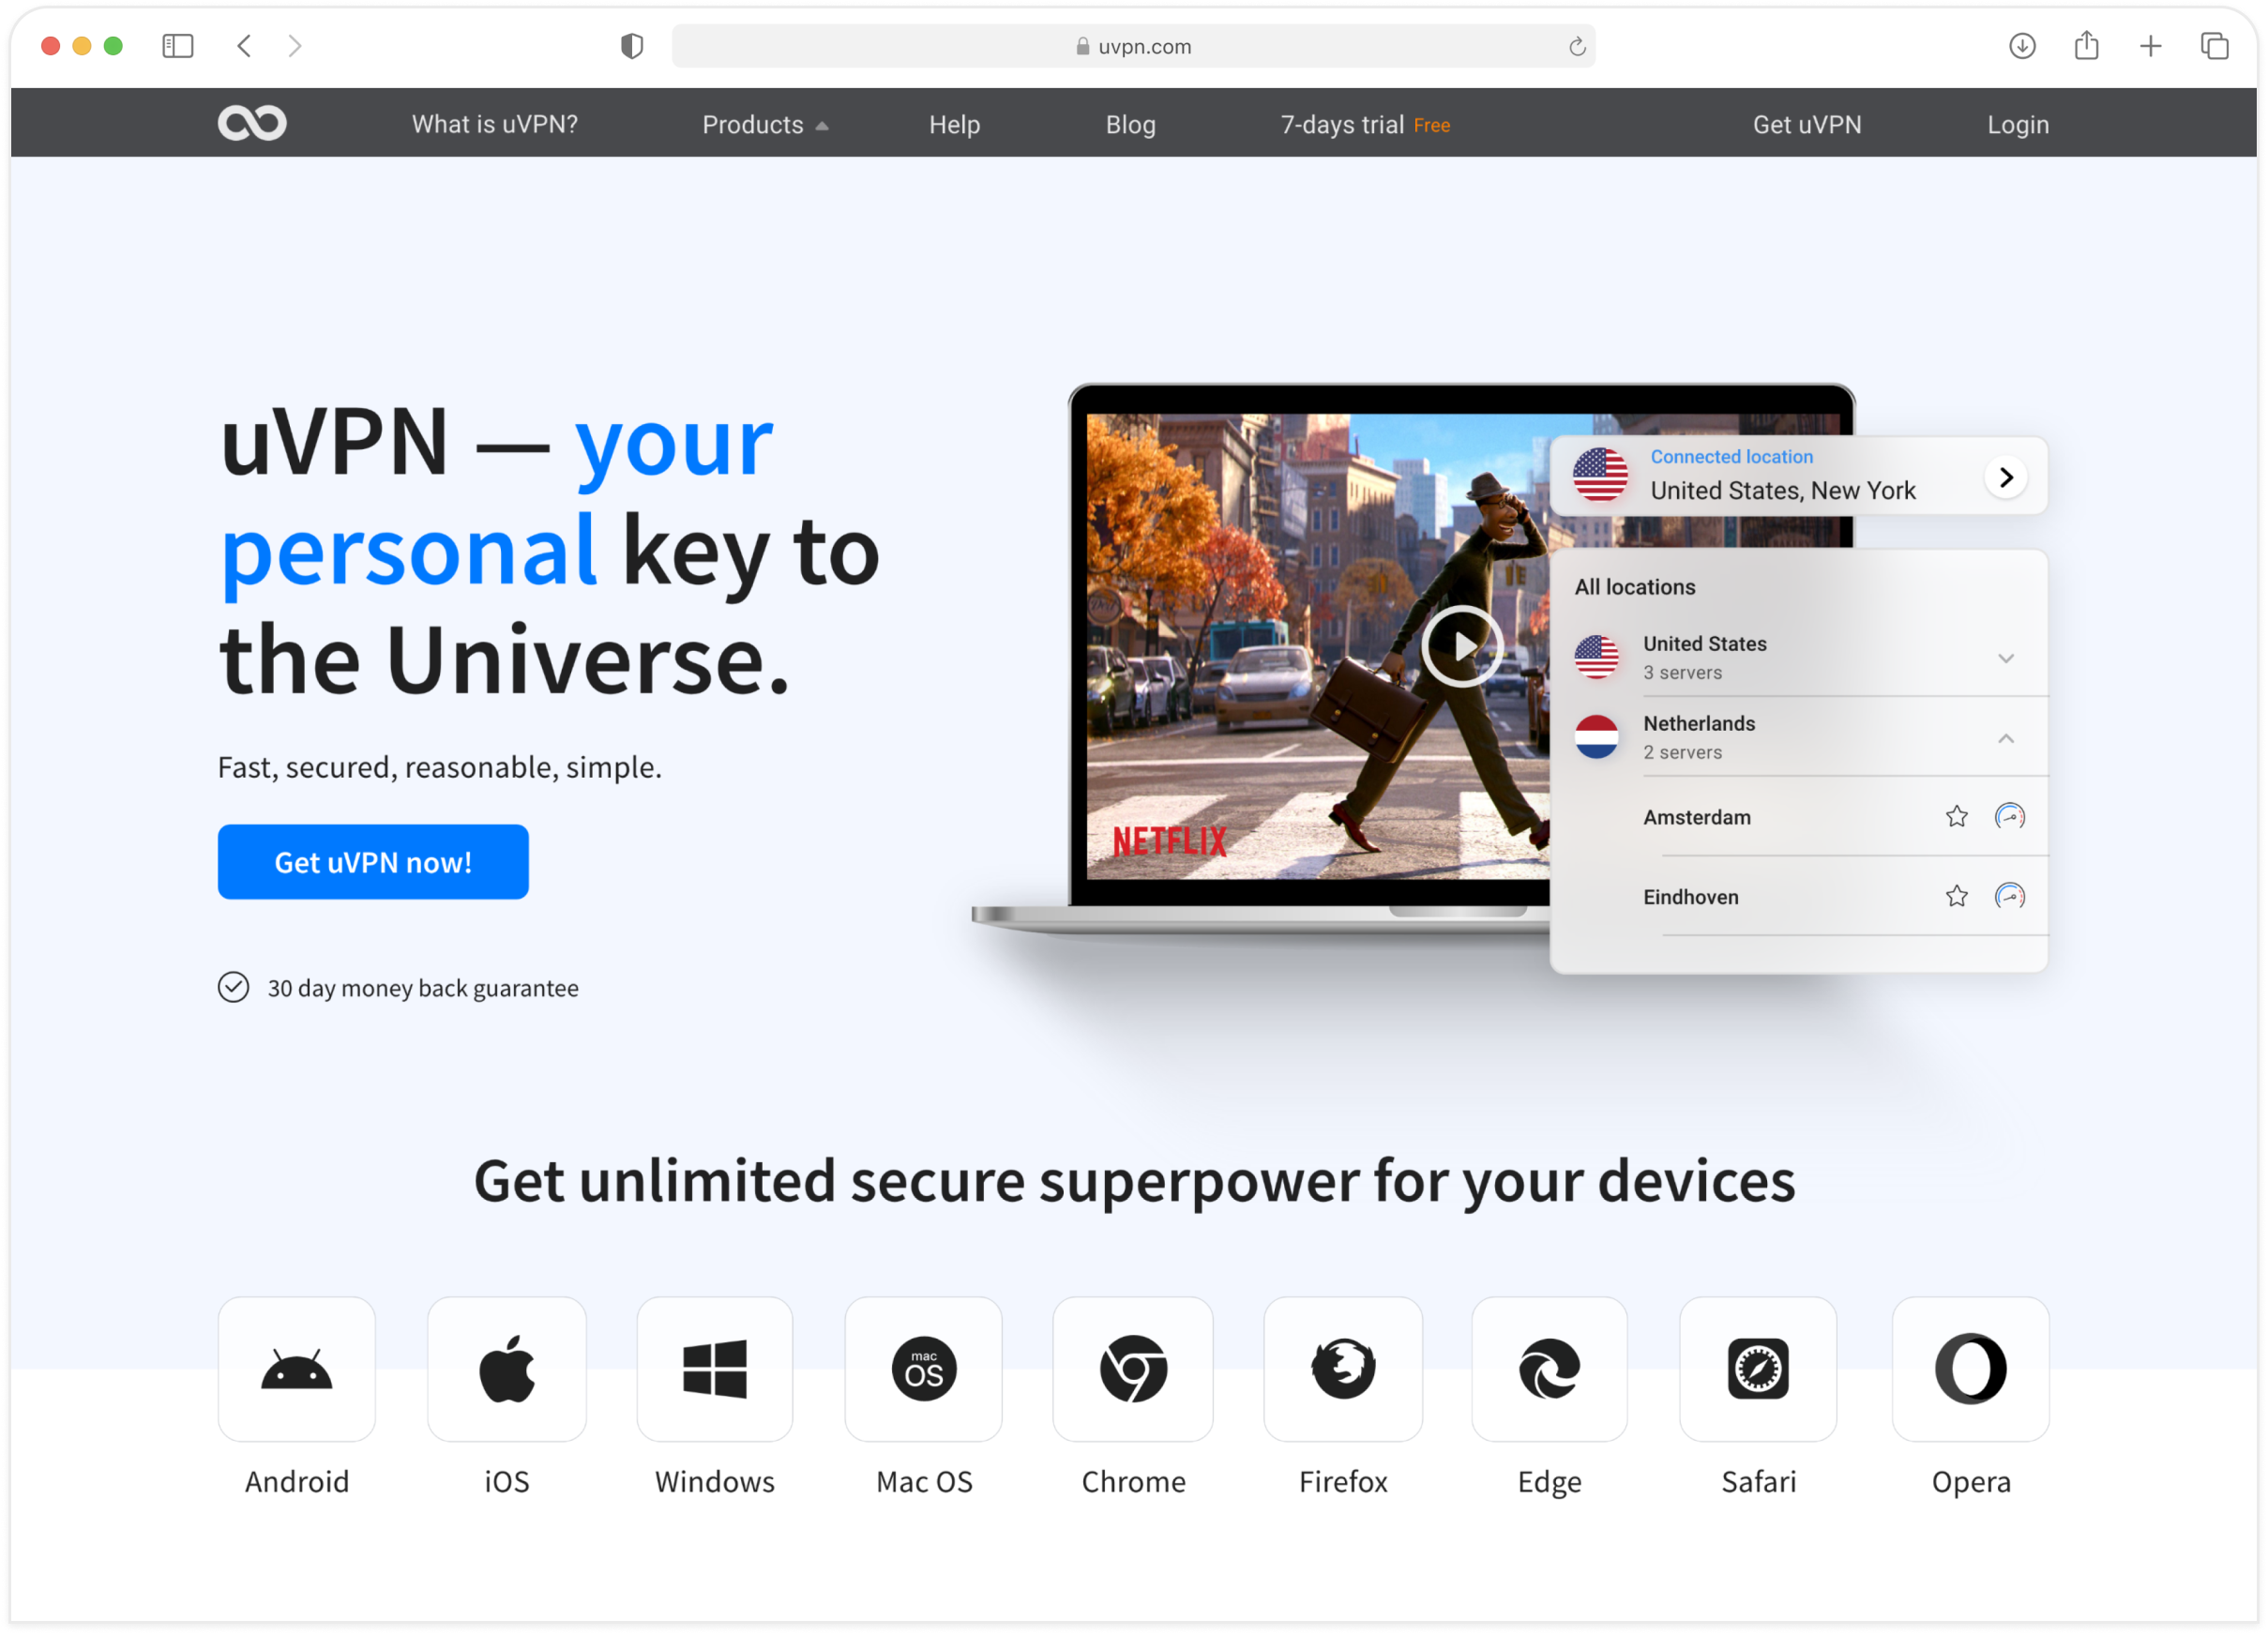 uvpn.com
What is uVPN?
Products
Help
Blog
7-days trial Free
Get uVPN
Login
uVPN — your
personal key to
the Universe.
Fast, secured, reasonable, simple.
Get uVPN now!
30 day money back guarantee
NETFLIX
Connected location
United States, New York
All locations
United States
3 servers
Netherlands
2 servers
Amsterdam
Eindhoven
Get unlimited secure superpower for your devices
mac
OS
Android
iOS
Windows
Mac OS
Chrome
Firefox
Edge
Safari
Opera